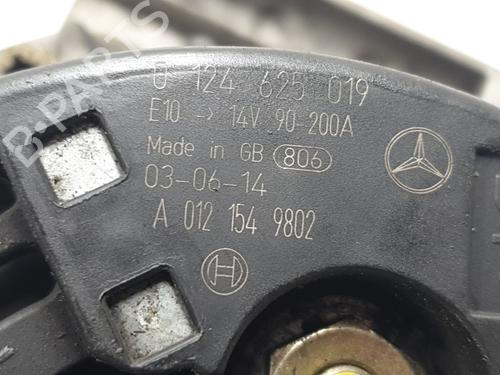 0 124 625 019
E10 -> 14V 90-200A
Made in GB 806
03-06-14
A 012 154 9802
B-PARTS